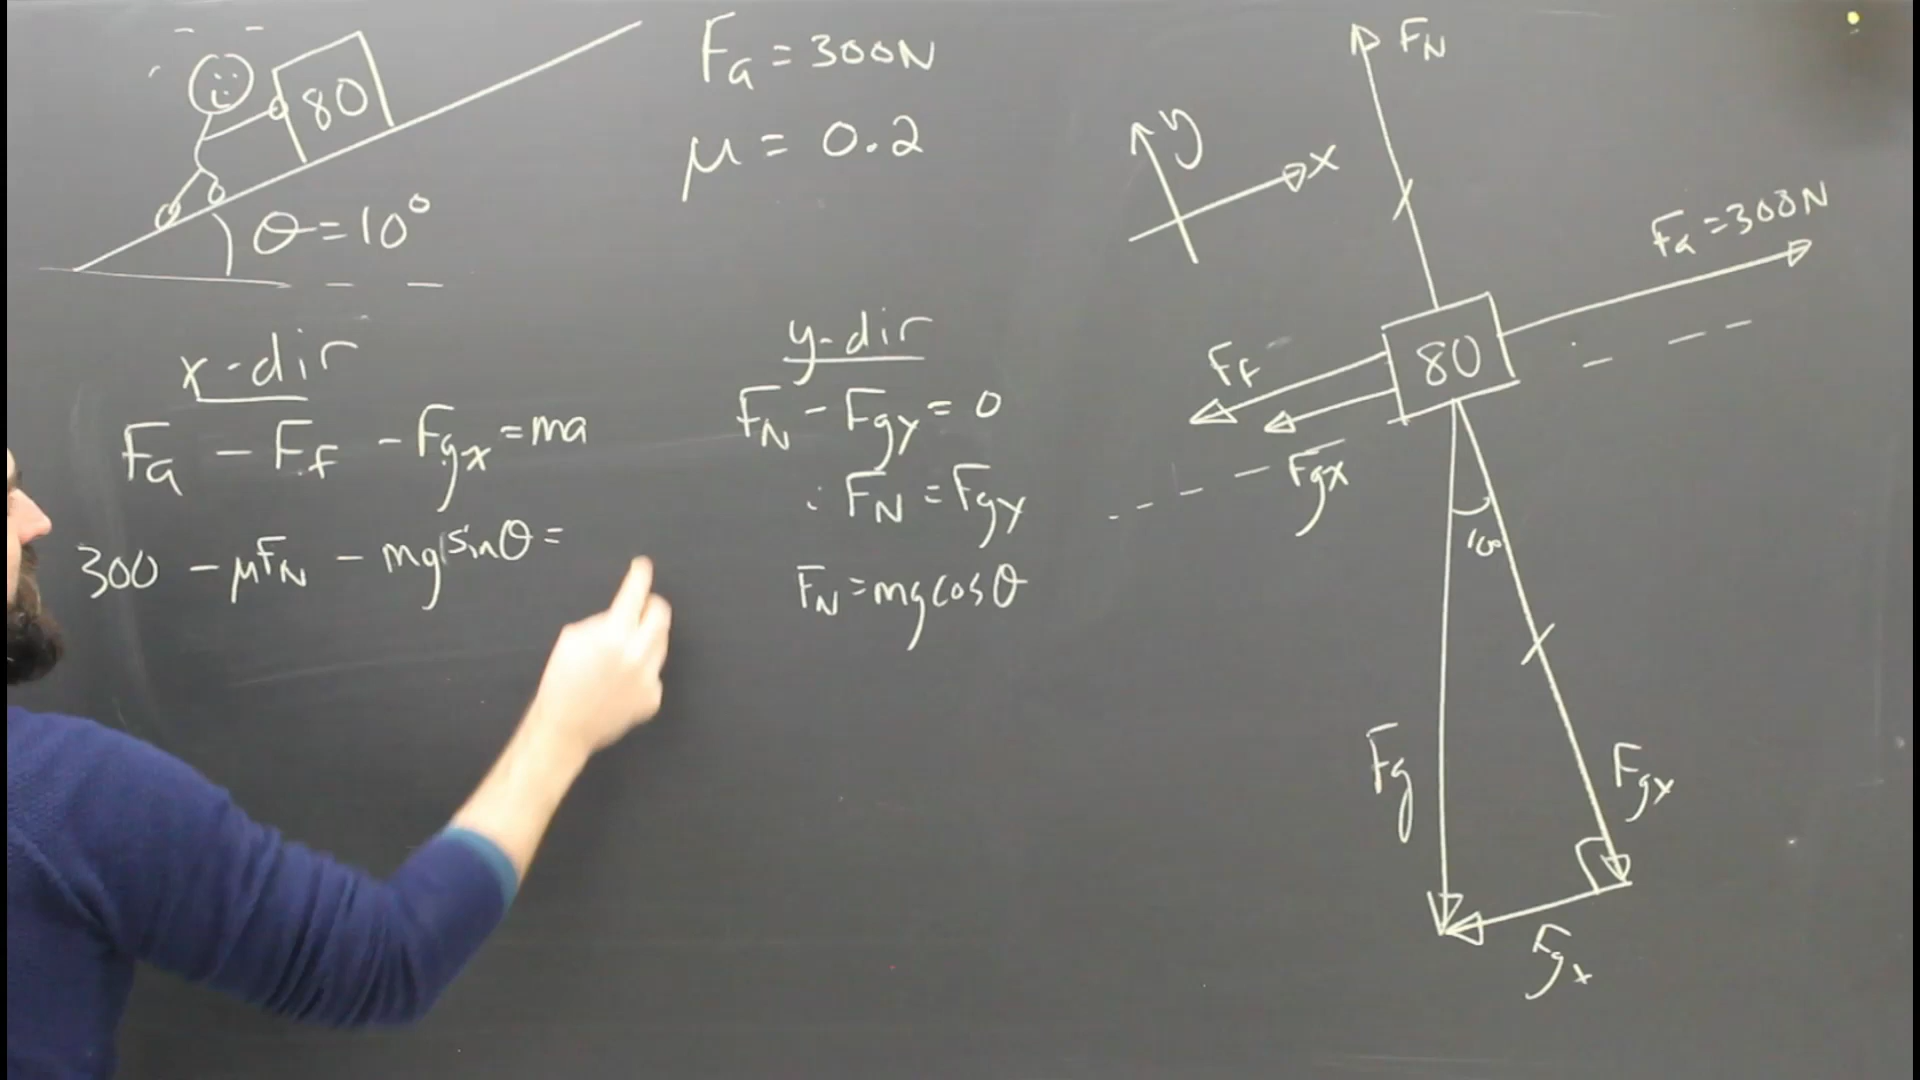 80
θ = 10°
Fa = 300N
μ = 0.2
x-dir
Fa - Ff - Fgx = ma
300 - μFN - mg sinθ =
y-dir
FN - Fgy = 0
∴ FN = Fgy
FN = mg cosθ
FN
y
x
Fa = 300N
80
Ff
Fgx
10°
Fg
Fgy
Fgx